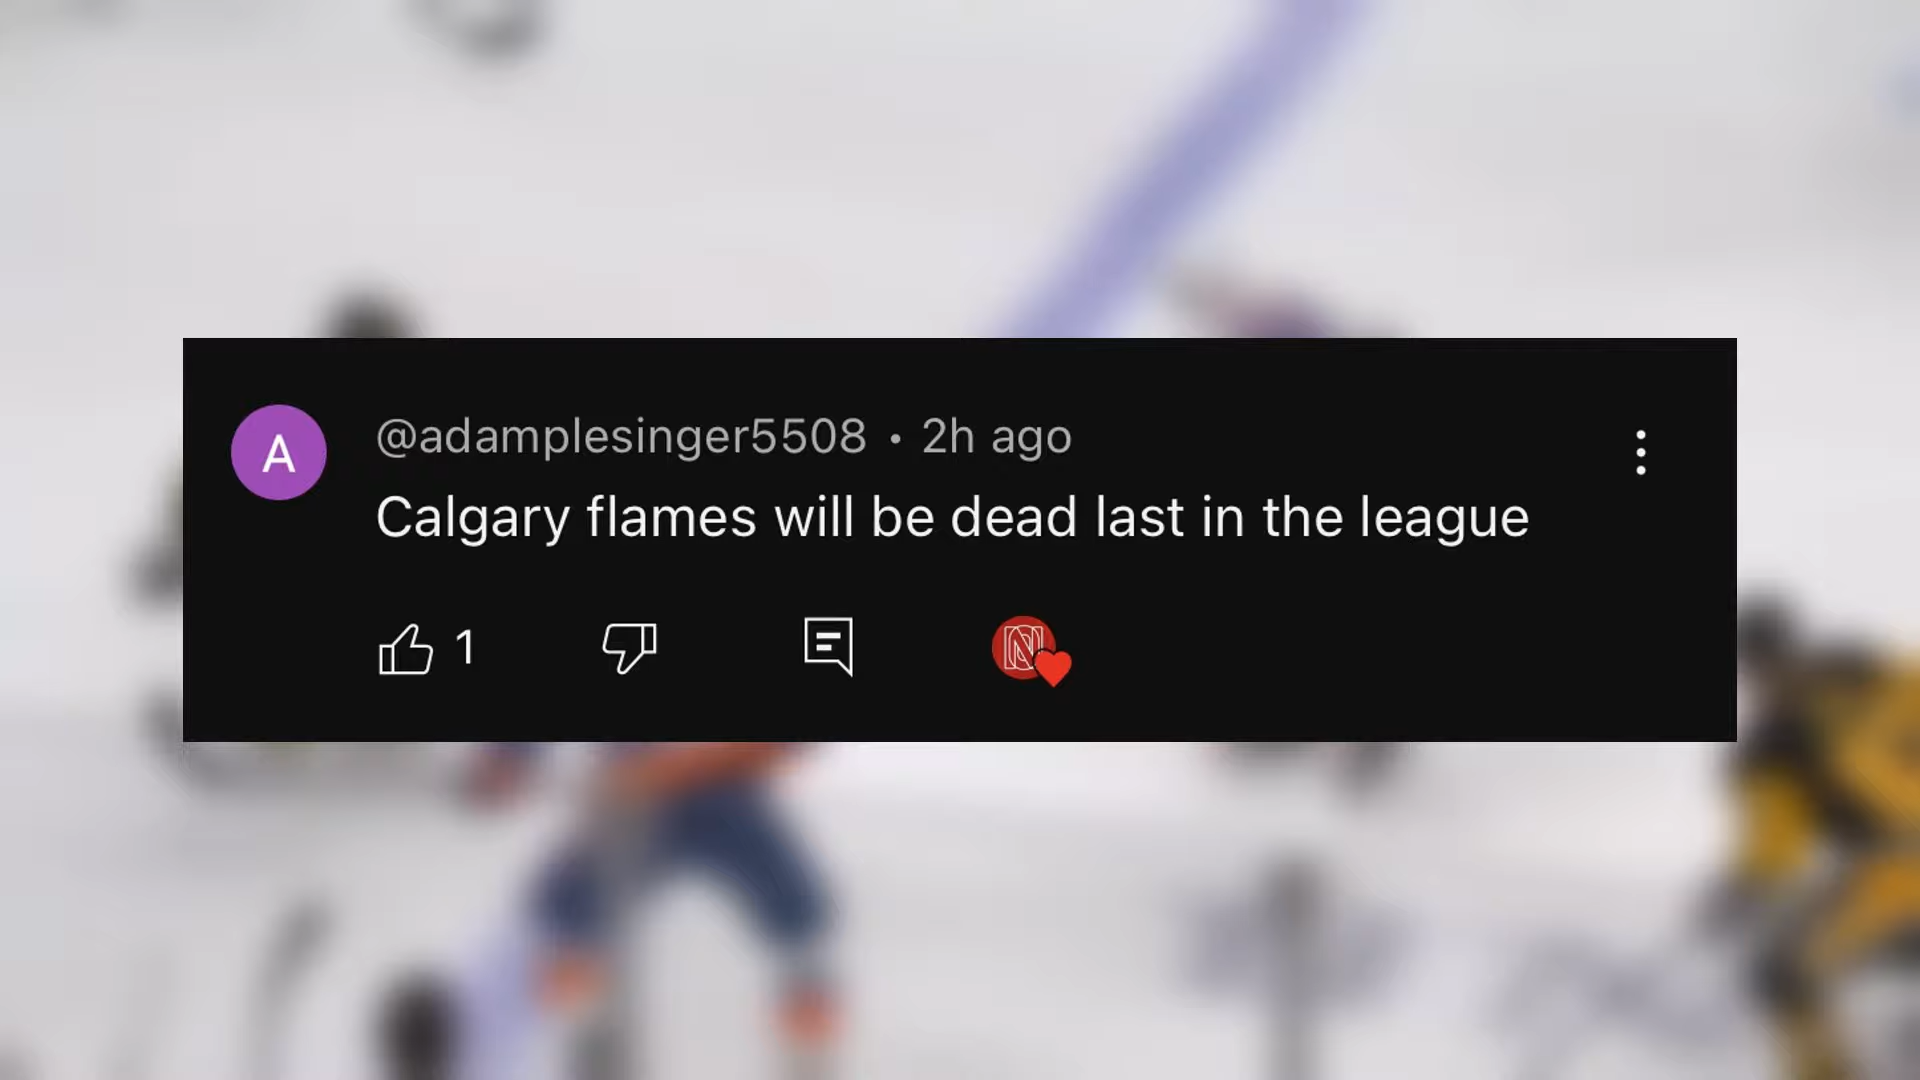 A
@adamplesinger5508 • 2h ago
Calgary flames will be dead last in the league
1